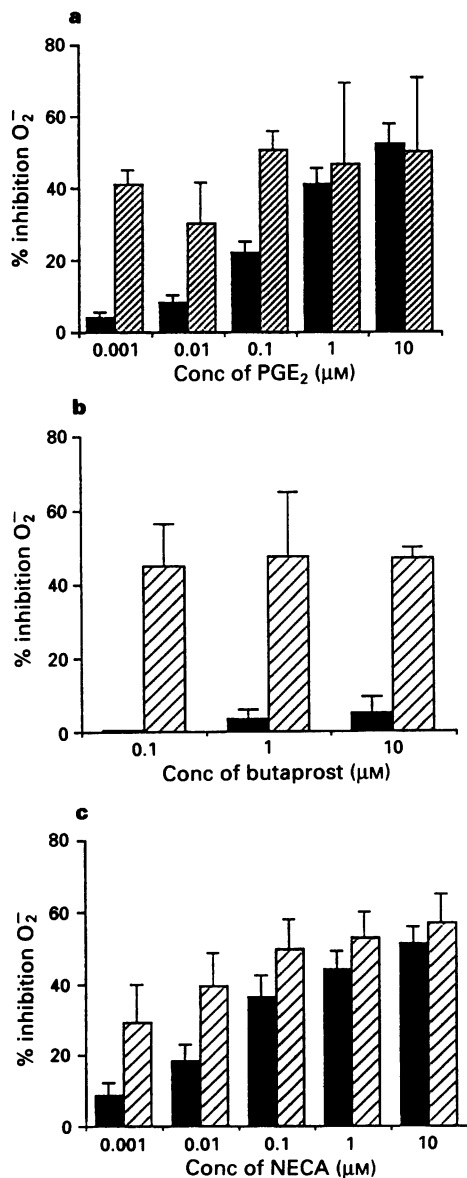 a
80
60
40
20
0
% inhibition O₂⁻
0.001 0.01 0.1 1 10
Conc of PGE₂ (μM)
b
80
60
40
20
0
% inhibition O₂⁻
0.1 1 10
Conc of butaprost (μM)
c
80
60
40
20
0
% inhibition O₂⁻
0.001 0.01 0.1 1 10
Conc of NECA (μM)